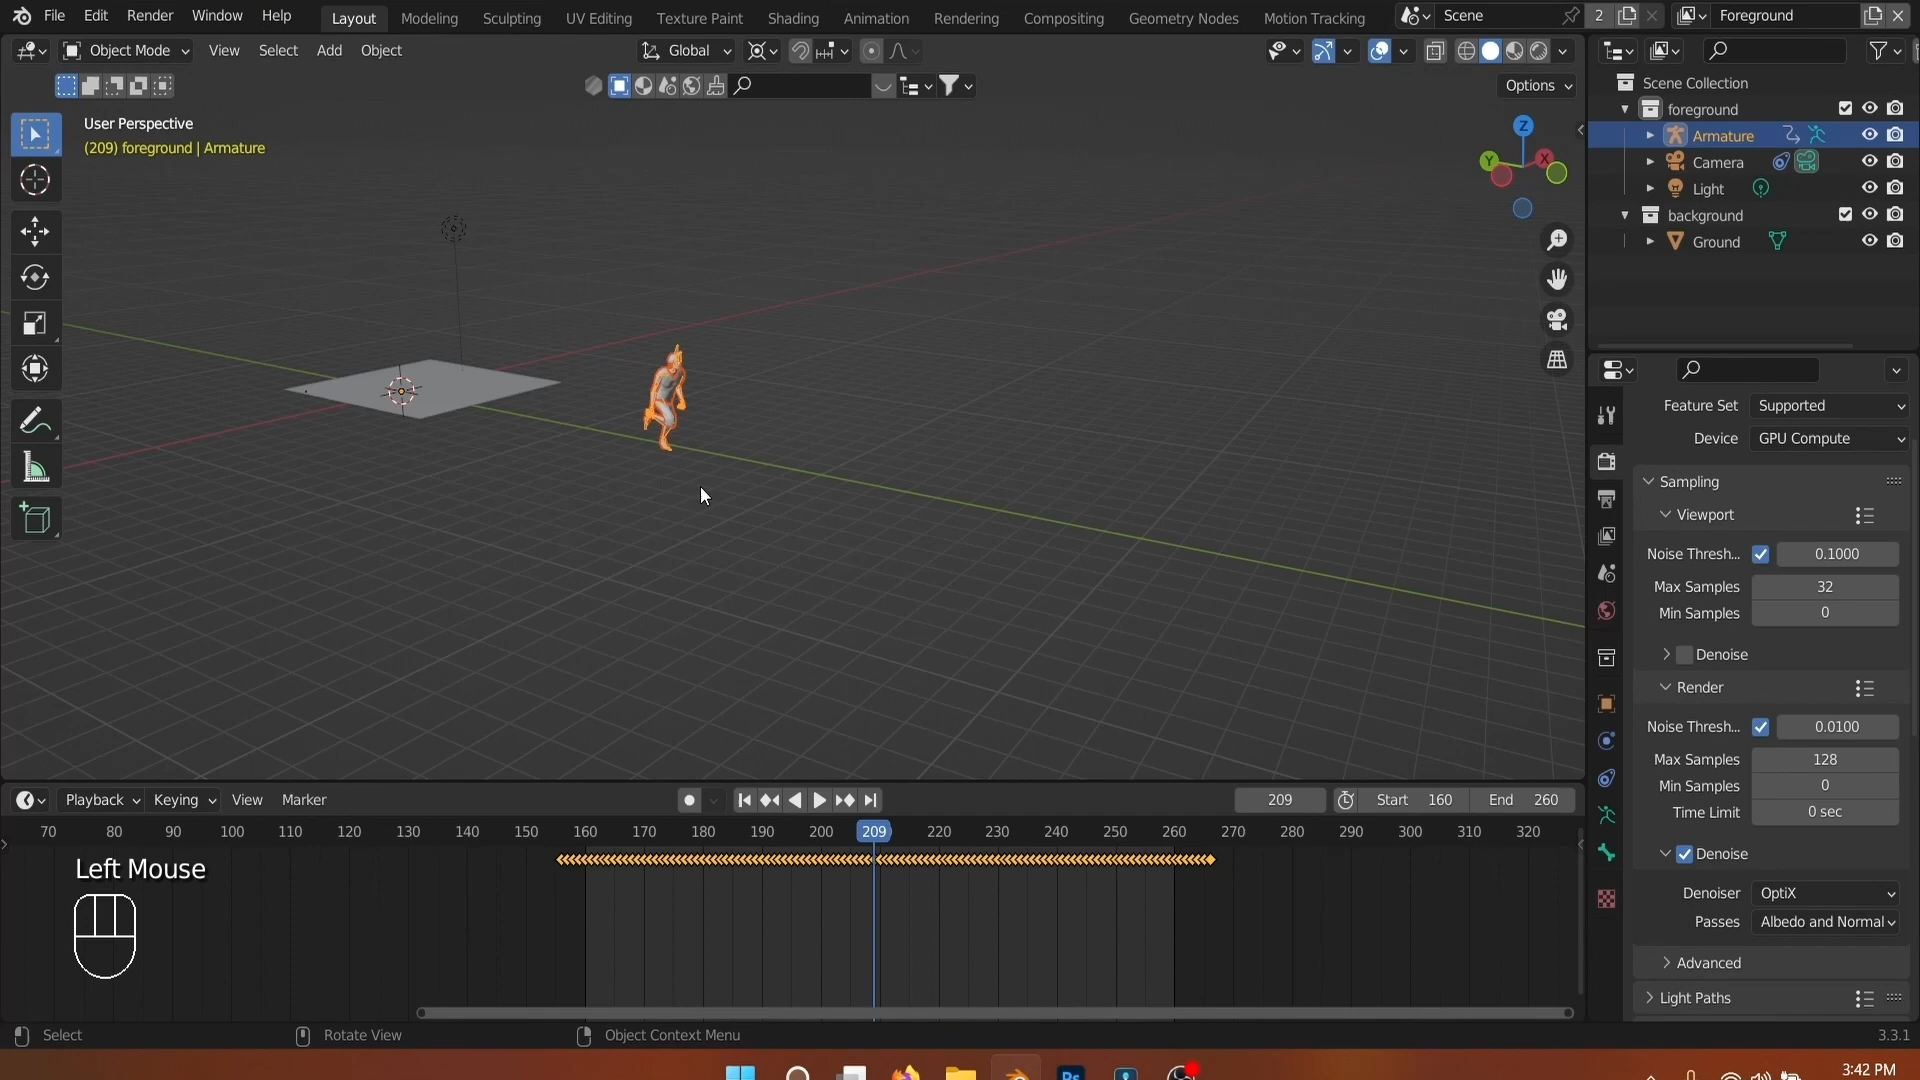 File Edit Render Window Help Layout Modeling Sculpting UV Editing Texture Paint Shading Animation Rendering Compositing Geometry Nodes Motion Tracking Scene 2 Foreground
Object Mode View Select Add Object Global
Options
User Perspective
(209) foreground | Armature
Z
Y
X
Scene Collection
foreground
Armature
Camera
Light
background
Ground
Feature Set Supported
Device GPU Compute
Sampling
Viewport
Noise Thresh... 0.1000
Max Samples 32
Min Samples 0
Denoise
Render
Noise Thresh... 0.0100
Max Samples 128
Min Samples 0
Time Limit 0 sec
Denoise
Denoiser OptiX
Passes Albedo and Normal
Advanced
Light Paths
Playback Keying View Marker 209 Start 160 End 260
70 80 90 100 110 120 130 140 150 160 170 180 190 200 209 220 230 240 250 260 270 280 290 300 310 320
Left Mouse
Select Rotate View Object Context Menu 3.3.1
Ps
3:42 PM